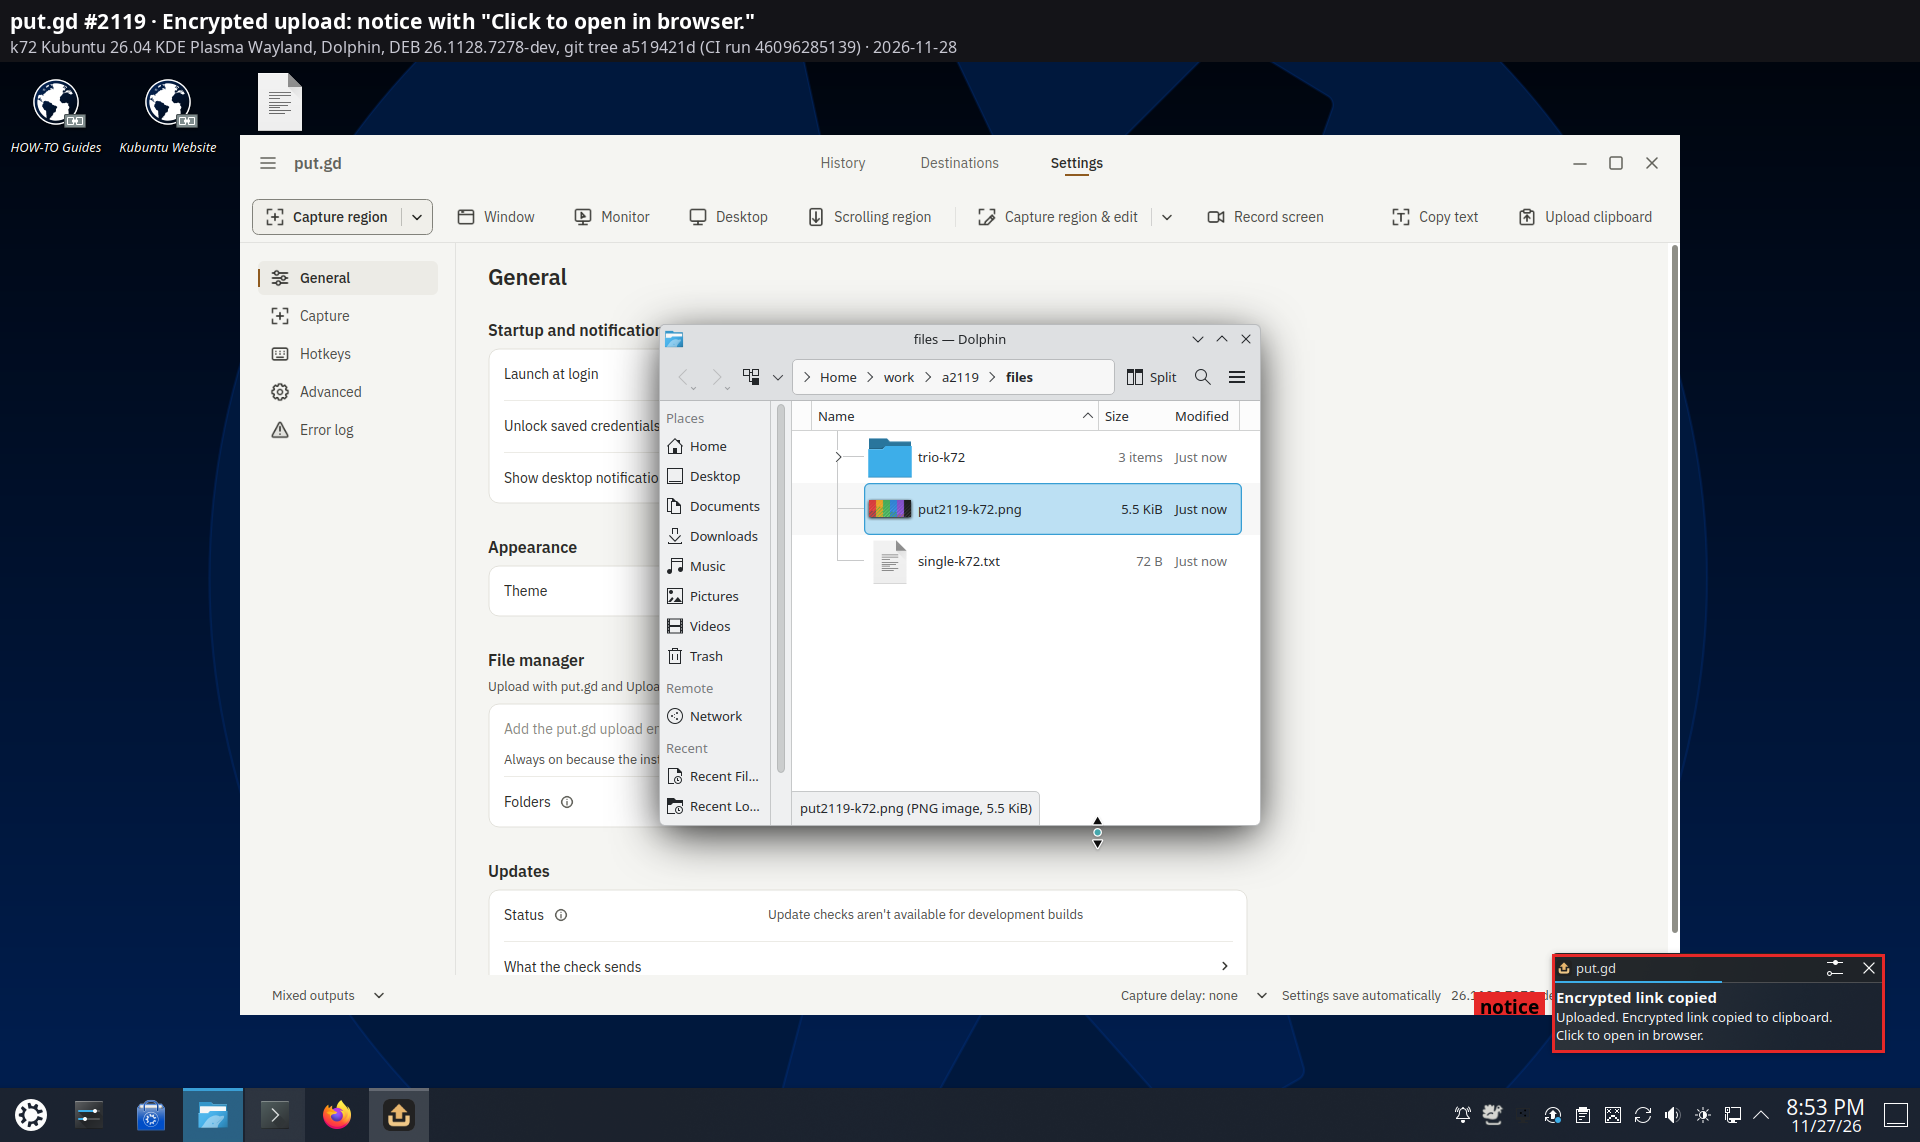 put.gd #2119 · Encrypted upload: notice with "Click to open in browser."
k72 Kubuntu 26.04 KDE Plasma Wayland, Dolphin, DEB 26.1128.7278-dev, git tree a519421d (CI run 46096285139) · 2026-11-28
HOW-TO Guides
Kubuntu Website
put.gd
History
Destinations
Settings
Capture region
Window
Monitor
Desktop
Scrolling region
Capture region & edit
Record screen
Copy text
Upload clipboard
General
Capture
Hotkeys
Advanced
Error log
General
Startup and notification
Launch at login
Unlock saved credentials
Show desktop notificatio
Appearance
Theme
File manager
Upload with put.gd and Uploa
Add the put.gd upload
Always on because the
Folders
Updates
Status
Update checks aren't available for development builds
What the check sends
Mixed outputs
Capture delay: none
Settings save automatically
files — Dolphin
Home
work
a2119
files
Split
Places
Home
Desktop
Documents
Downloads
Music
Pictures
Videos
Trash
Remote
Network
Recent
Recent Fil...
Recent Lo...
Name
Size
Modified
trio-k72
3 items
Just now
put2119-k72.png
5.5 KiB
Just now
single-k72.txt
72 B
Just now
put2119-k72.png (PNG image, 5.5 KiB)
notice
put.gd
Encrypted link copied
Uploaded. Encrypted link copied to clipboard.
Click to open in browser.
8:53 PM
11/27/26